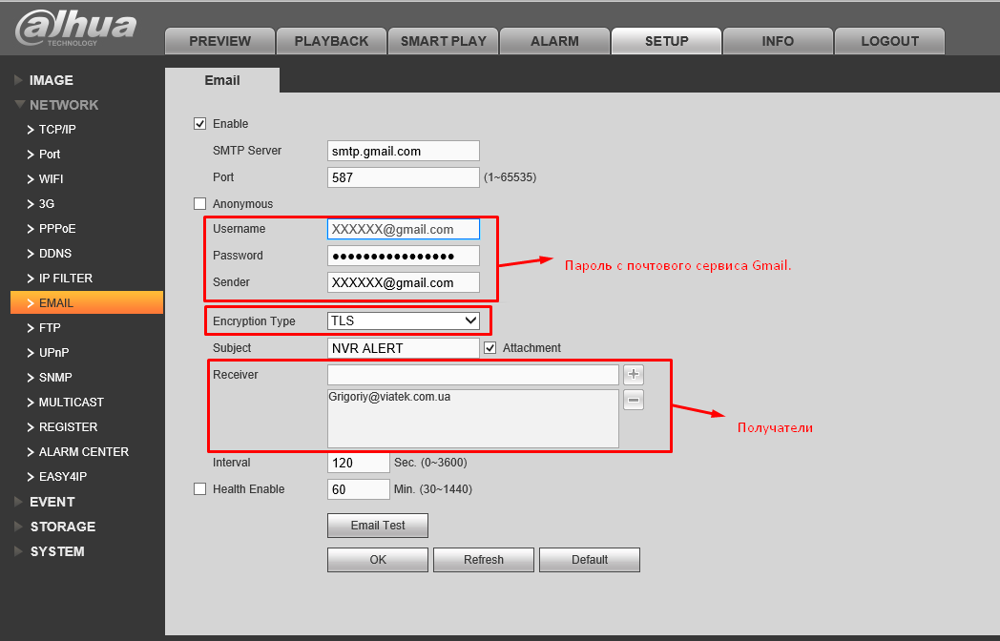 alhua
TECHNOLOGY
PREVIEW PLAYBACK SMART PLAY ALARM SETUP INFO LOGOUT
IMAGE
NETWORK
TCP/IP
Port
WIFI
3G
PPPoE
DDNS
IP FILTER
EMAIL
FTP
UPnP
SNMP
MULTICAST
REGISTER
ALARM CENTER
EASY4IP
EVENT
STORAGE
SYSTEM
Email
Enable
SMTP Server smtp.gmail.com
Port 587 (1~65535)
Anonymous
Username XXXXXX@gmail.com
Password ●●●●●●●●●●●●●●●●
Пароль с почтового сервиса Gmail.
Sender XXXXXX@gmail.com
Encryption Type TLS
Subject NVR ALERT Attachment
Receiver
Grigoriy@viatek.com.ua
Получатели
Interval 120 Sec. (0~3600)
Health Enable 60 Min. (30~1440)
Email Test
OK Refresh Default